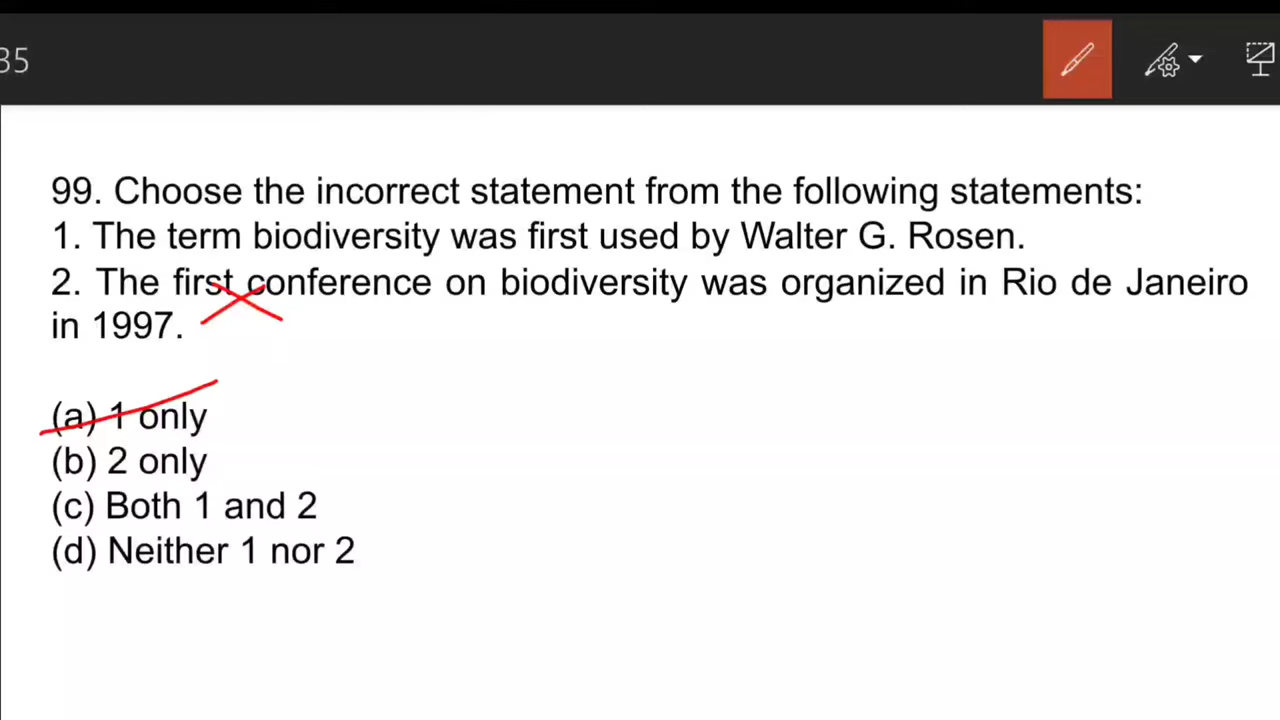 35
99. Choose the incorrect statement from the following statements:
1. The term biodiversity was first used by Walter G. Rosen.
2. The first conference on biodiversity was organized in Rio de Janeiro
in 1997.
(a) 1 only
(b) 2 only
(c) Both 1 and 2
(d) Neither 1 nor 2